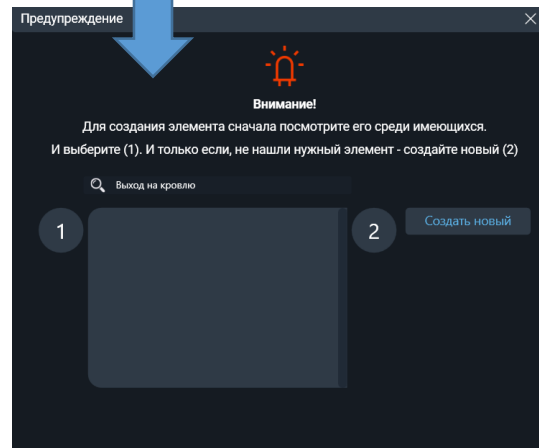 Предупреждение
Внимание!
Для создания элемента сначала посмотрите его среди имеющихся.
И выберите (1). И только если, не нашли нужный элемент - создайте новый (2)
Выход на кровлю
1
2
Создать новый